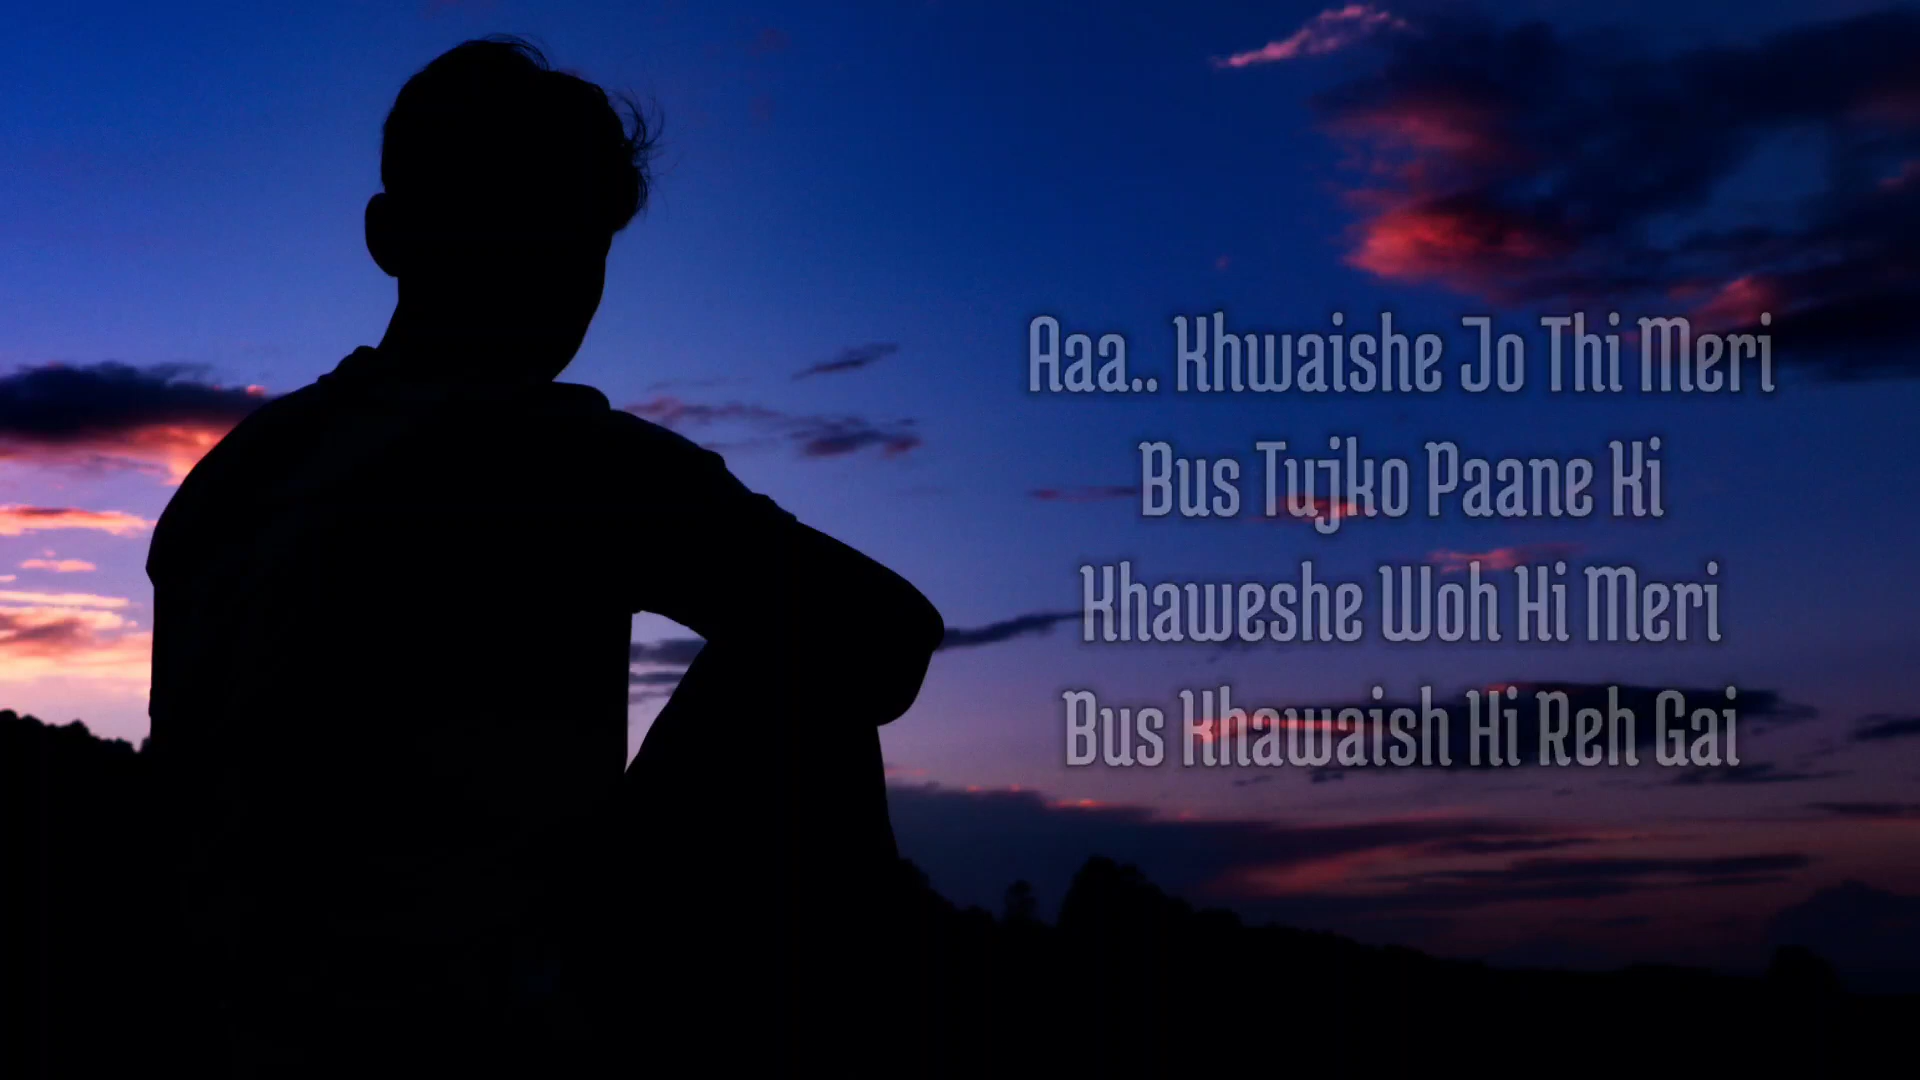 Aaa.. Khwaishe Jo Thi Meri
Bus Tujko Paane Ki
Khaweshe Woh Hi Meri
Bus Khawaish Hi Reh Gai